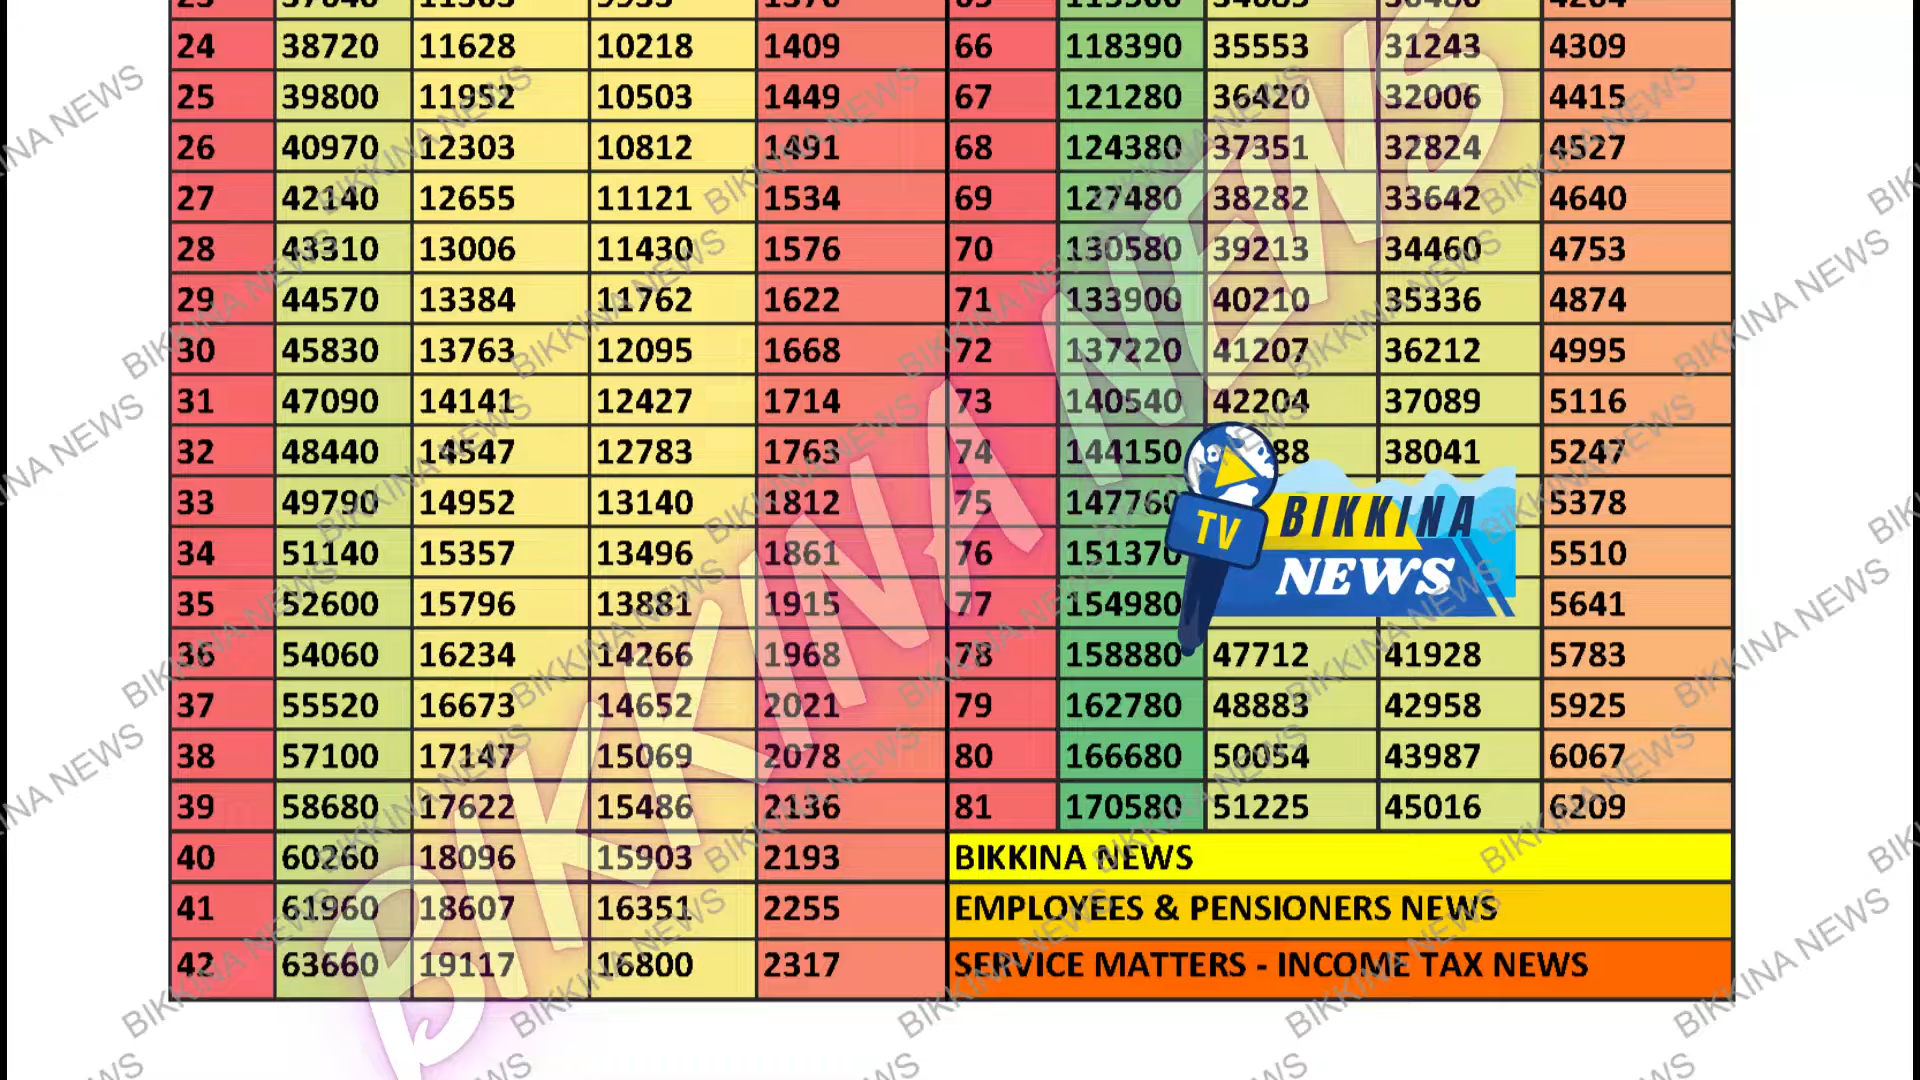 24 38720 11628 10218 1409 66 118390 35553 31243 4309
25 39800 11952 10503 1449 67 121280 36420 32006 4415
26 40970 12303 10812 1491 68 124380 37351 32824 4527
27 42140 12655 11121 1534 69 127480 38282 33642 4640
28 43310 13006 11430 1576 70 130580 39213 34460 4753
29 44570 13384 11762 1622 71 133900 40210 35336 4874
30 45830 13763 12095 1668 72 137220 41207 36212 4995
31 47090 14141 12427 1714 73 140540 42204 37089 5116
32 48440 14547 12783 1763 74 144150 88 38041 5247
33 49790 14952 13140 1812 75 147760 5378
34 51140 15357 13496 1861 76 151370 5510
35 52600 15796 13881 1915 77 154980 5641
36 54060 16234 14266 1968 78 158880 47712 41928 5783
37 55520 16673 14652 2021 79 162780 48883 42958 5925
38 57100 17147 15069 2078 80 166680 50054 43987 6067
39 58680 17622 15486 2136 81 170580 51225 45016 6209
40 60260 18096 15903 2193 BIKKINA NEWS
41 61960 18607 16351 2255 EMPLOYEES & PENSIONERS NEWS
42 63660 19117 16800 2317 SERVICE MATTERS - INCOME TAX NEWS
TV BIKKINA
NEWS
BIKKINA NEWS